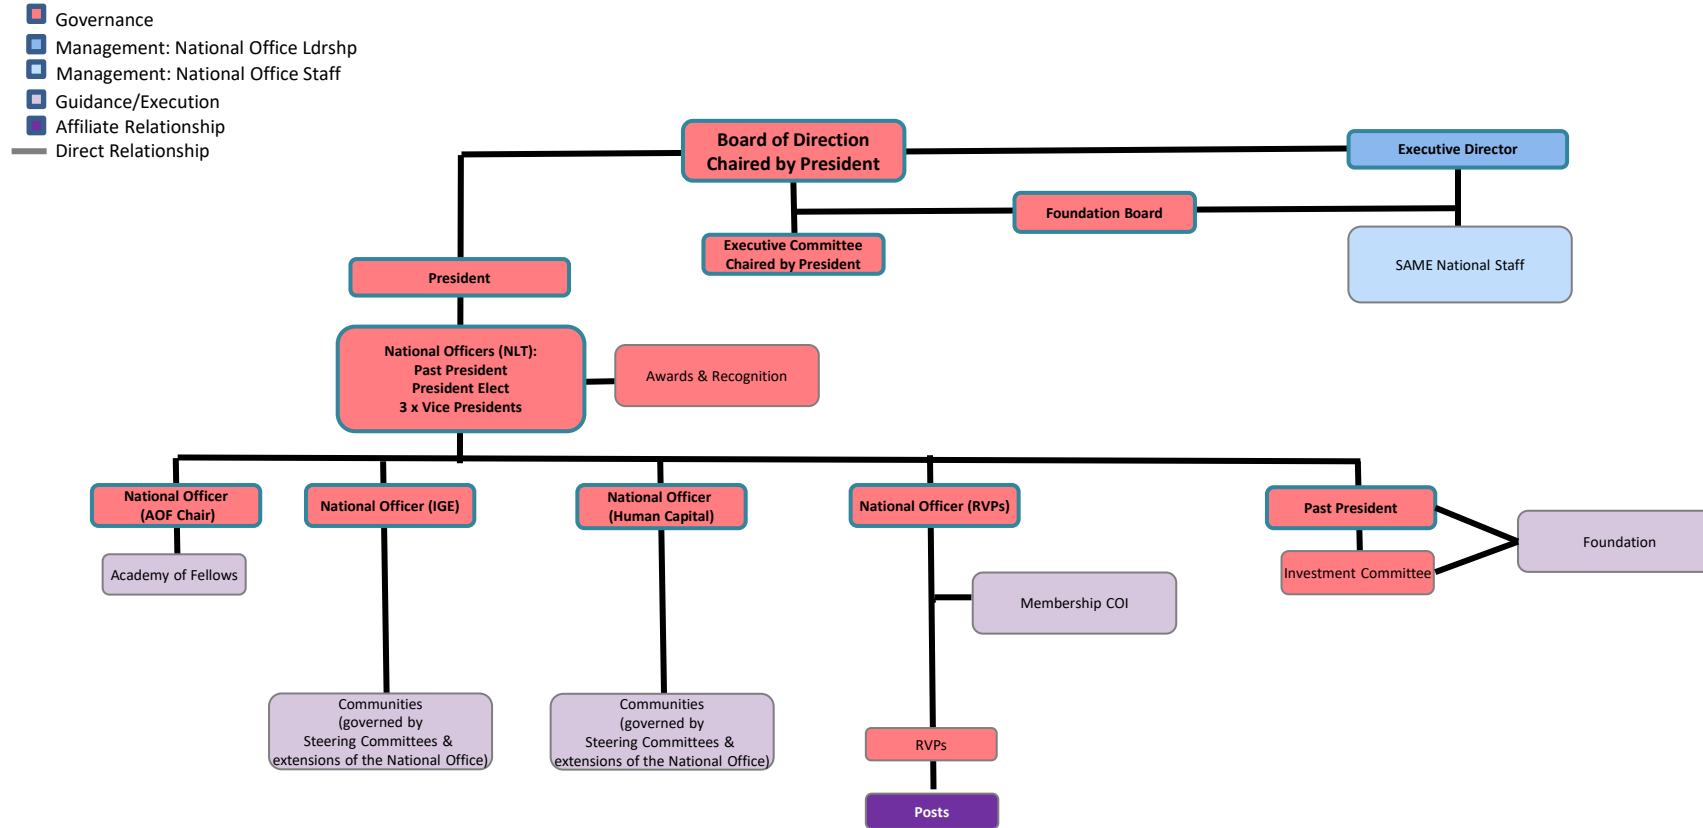 Governance
Management: National Office Ldrshp
Management: National Office Staff
Guidance/Execution
Affiliate Relationship
Direct Relationship
Board of Direction
Chaired by President
Executive Director
Foundation Board
Executive Committee
Chaired by President
SAME National Staff
President
National Officers (NLT):
Past President
President Elect
3 x Vice Presidents
Awards & Recognition
National Officer
(AOF Chair)
National Officer (IGE)
National Officer
(Human Capital)
National Officer (RVPs)
Past President
Foundation
Academy of Fellows
Investment Committee
Membership COI
Communities
(governed by
Steering Committees &
extensions of the National Office)
Communities
(governed by
Steering Committees &
extensions of the National Office)
RVPs
Posts